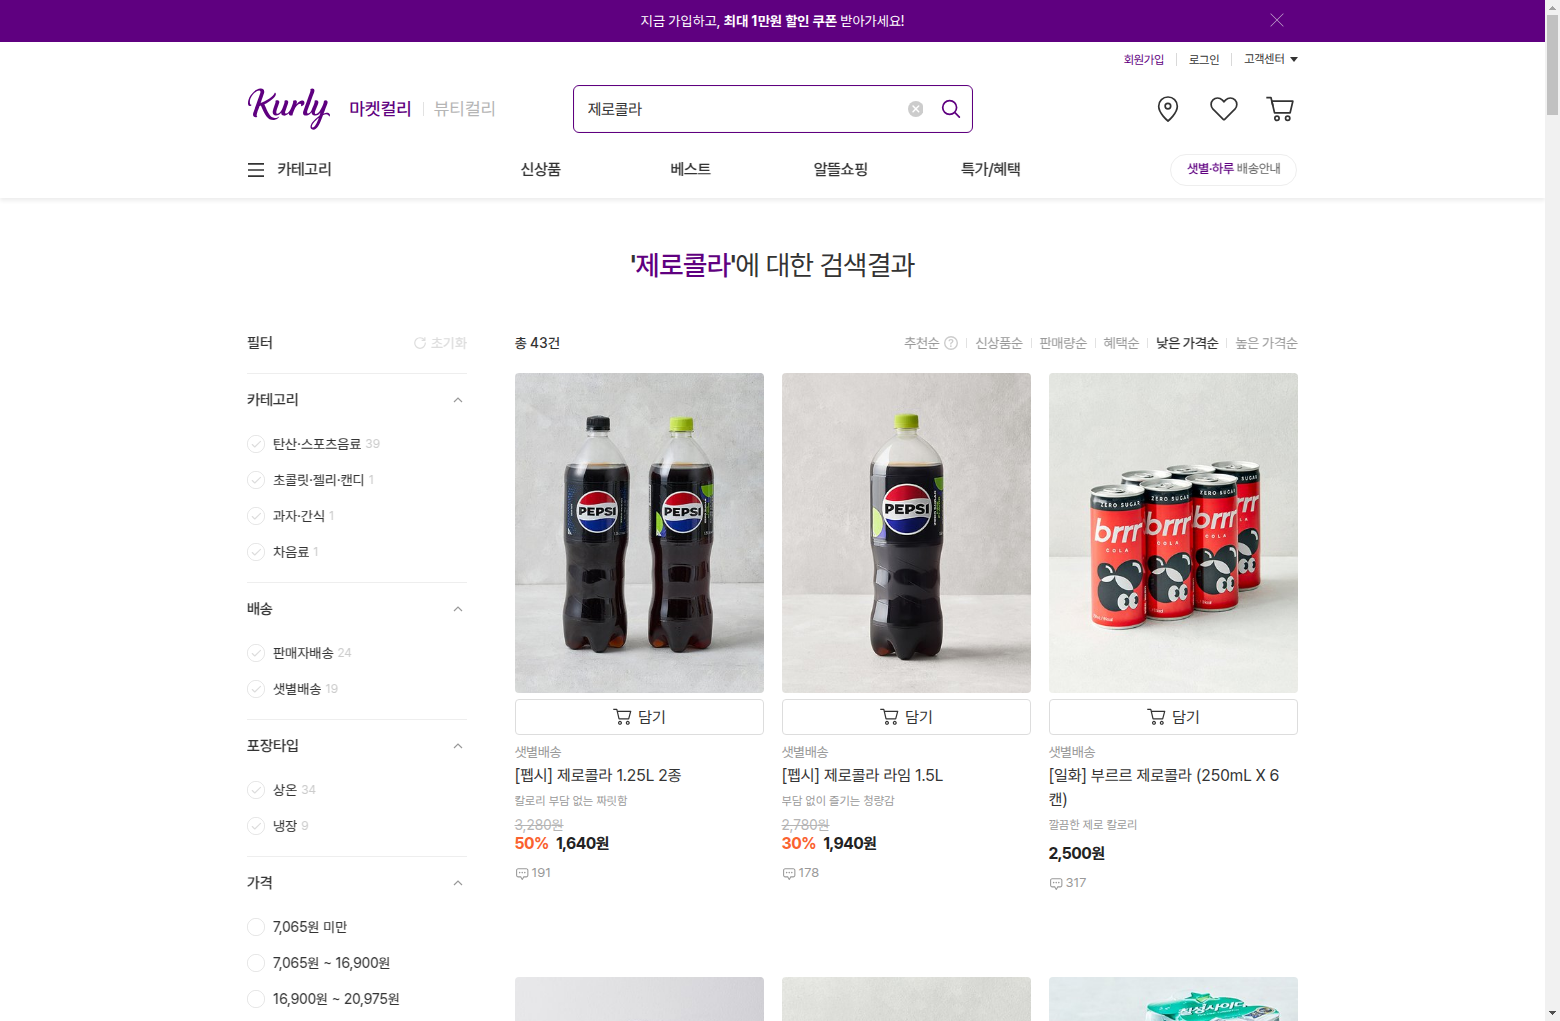 지금 가입하고, 최대 1만원 할인 쿠폰 받아가세요!
회원가입 로그인 고객센터
Kurly 마켓컬리 뷰티컬리
제로콜라
카테고리 신상품 베스트 알뜰쇼핑 특가/혜택 샛별·하루 배송안내
'제로콜라'에 대한 검색결과
필터 초기화
총 43건 추천순 신상품순 판매량순 혜택순 낮은 가격순 높은 가격순
카테고리
탄산·스포츠음료 39
초콜릿·젤리·캔디 1
과자·간식 1
차음료 1
배송
판매자배송 24
샛별배송 19
포장타입
상온 34
냉장 9
가격
7,065원 미만
7,065원 ~ 16,900원
16,900원 ~ 20,975원
PEPSI PEPSI
담기
샛별배송
[펩시] 제로콜라 1.25L 2종
칼로리 부담 없는 짜릿함
3,280원
50% 1,640원
191
PEPSI
담기
샛별배송
[펩시] 제로콜라 라임 1.5L
부담 없이 즐기는 청량감
2,780원
30% 1,940원
178
ZERO SUGAR ZERO SUGAR ZERO SUGAR
brrr brrr brrr rrr
COLA COLA COLA
담기
샛별배송
[일화] 부르르 제로콜라 (250mL X 6
캔)
깔끔한 제로 칼로리
2,500원
317
칠성사이다